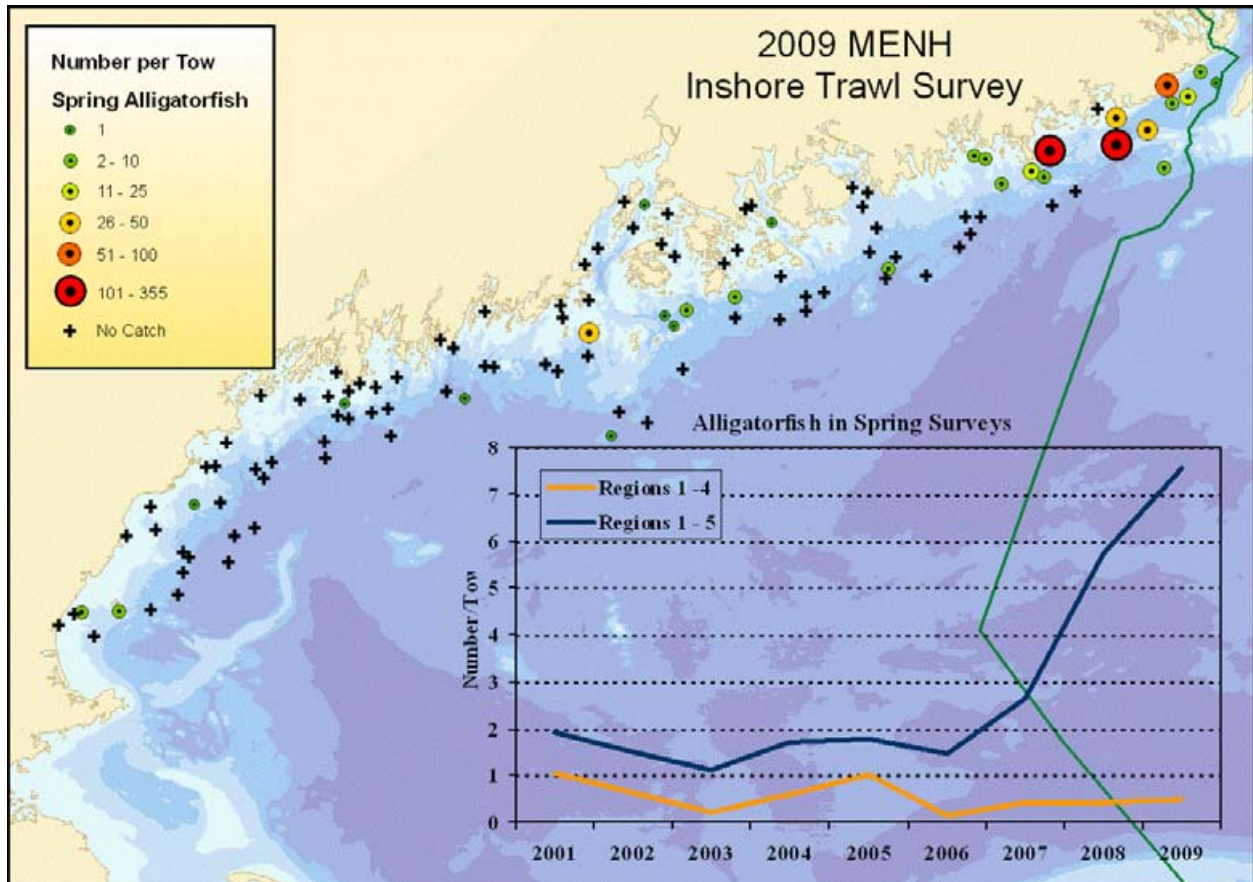 2009 MENH
Inshore Trawl Survey
Number per Tow
Spring Alligatorfish
1
2 - 10
11 - 25
26 - 50
51 - 100
101 - 355
No Catch
Alligatorfish in Spring Surveys
Regions 1 -4
Regions 1 - 5
Number/Tow
8
7
6
5
4
3
2
1
0
2001 2002 2003 2004 2005 2006 2007 2008 2009